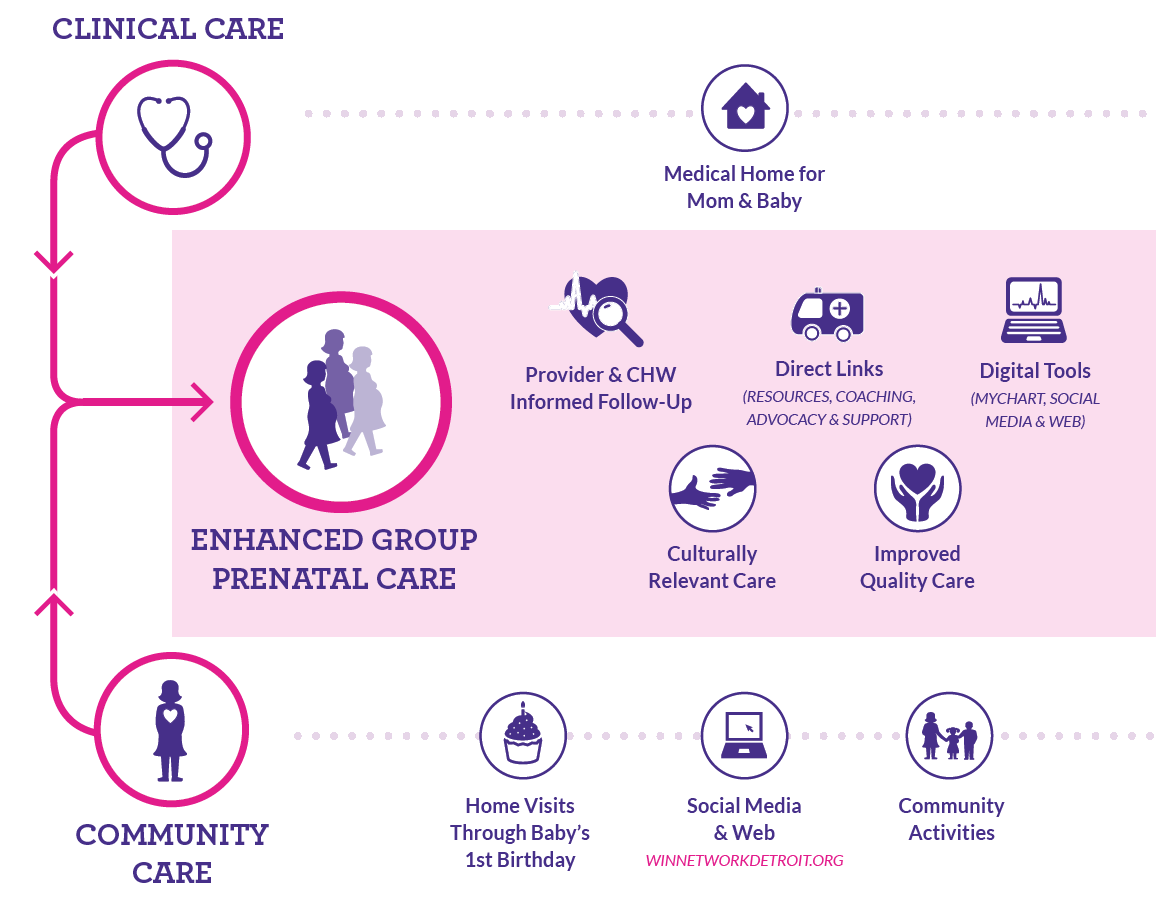 CLINICAL CARE
Medical Home for
Mom & Baby
Provider & CHW
Informed Follow-Up
Direct Links
(RESOURCES, COACHING,
ADVOCACY & SUPPORT)
Digital Tools
(MYCHART, SOCIAL
MEDIA & WEB)
ENHANCED GROUP
PRENATAL CARE
Culturally
Relevant Care
Improved
Quality Care
COMMUNITY
CARE
Home Visits
Through Baby’s
1st Birthday
Social Media
& Web
WINNETWORKDETROIT.ORG
Community
Activities